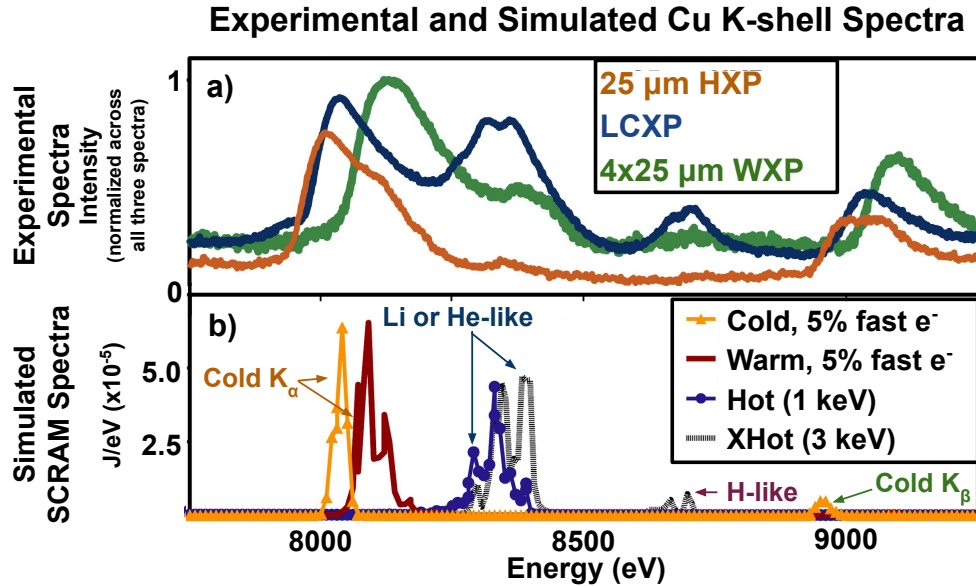 Experimental and Simulated Cu K-shell Spectra
Experimental
Spectra
Intensity
(normalized across
all three spectra)
1
0
a)
25 µm HXP
LCXP
4x25 µm WXP
Simulated
SCRAM Spectra
J/eV (x10⁻⁵)
5.0
2.5
b)
Li or He-like
Cold Kα
H-like
Cold Kβ
Cold, 5% fast e⁻
Warm, 5% fast e⁻
Hot (1 keV)
XHot (3 keV)
8000
8500
9000
Energy (eV)